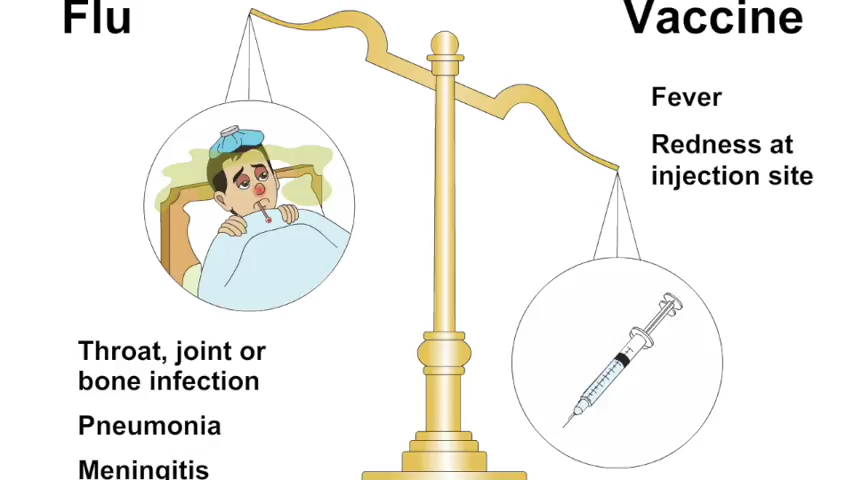 Flu
Vaccine
Fever
Redness at
injection site
Throat, joint or
bone infection
Pneumonia
Meningitis